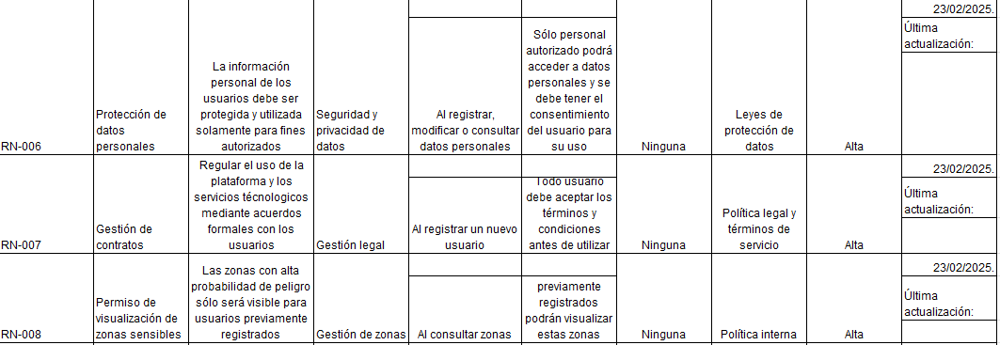 RN-006
Protección de
datos
personales
La información
personal de los
usuarios debe ser
protegida y utilizada
solamente para fines
autorizados
Seguridad y
privacidad de
datos
Al registrar,
modificar o consultar
datos personales
Sólo personal
autorizado podrá
acceder a datos
personales y se
debe tener el
consentimiento
del usuario para
su uso
Ninguna
Leyes de
protección de
datos
Alta
23/02/2025.
Última
actualización:
RN-007
Gestión de
contratos
Regular el uso de la
plataforma y los
servicios técnologicos
mediante acuerdos
formales con los
usuarios
Gestión legal
Al registrar un nuevo
usuario
Todo usuario
debe aceptar los
términos y
condiciones
antes de utilizar
Ninguna
Política legal y
términos de
servicio
Alta
23/02/2025.
Última
actualización:
RN-008
Permiso de
visualización de
zonas sensibles
Las zonas con alta
probabilidad de peligro
sólo será visible para
usuarios previamente
registrados
Gestión de zonas
Al consultar zonas
previamente
registrados
podrán visualizar
estas zonas
Ninguna
Política interna
Alta
23/02/2025.
Última
actualización: